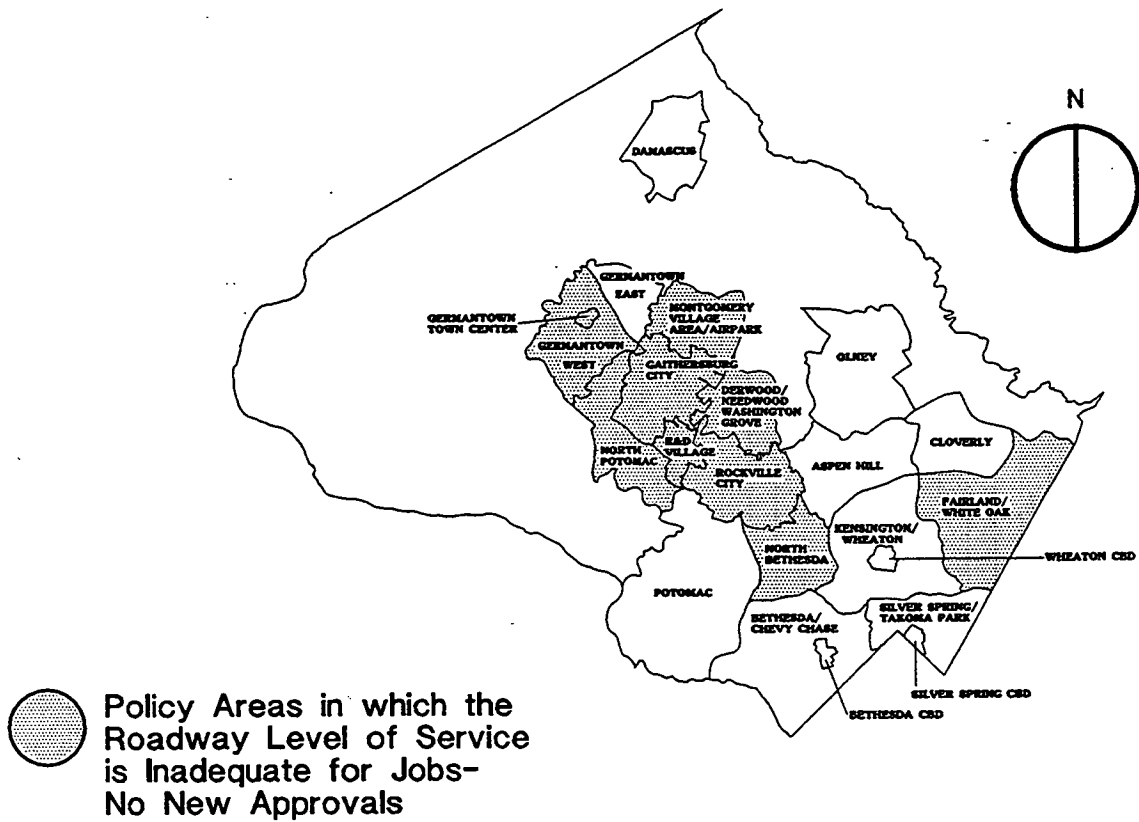 N
DAMASCUS
GERMANTOWN
EAST
GERMANTOWN
TOWN CENTER
MONTGOMERY
VILLAGE
AREA/AIRPARK
GERMANTOWN
WEST
GAITHERSBURG
CITY
OLNEY
DERWOOD/
NEEDWOOD
WASHINGTON
GROVE
R&D
VILLAGE
NORTH
POTOMAC
ROCKVILLE
CITY
ASPEN HILL
CLOVERLY
FAIRLAND/
WHITE OAK
KENSINGTON/
WHEATON
WHEATON CBD
NORTH
BETHESDA
POTOMAC
BETHESDA/
CHEVY CHASE
SILVER SPRING/
TAKOMA PARK
SILVER SPRING CBD
BETHESDA CBD
Policy Areas in which the
Roadway Level of Service
is Inadequate for Jobs-
No New Approvals